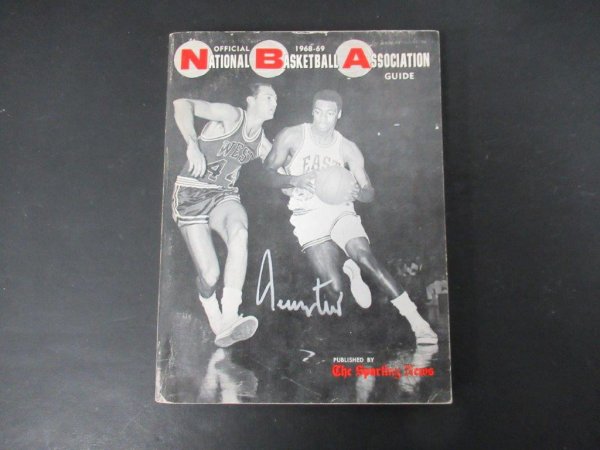 OFFICIAL 1968-69
NATIONAL BASKETBALL ASSOCIATION
GUIDE
WEST
44
EAST
PUBLISHED BY
The Sporting News